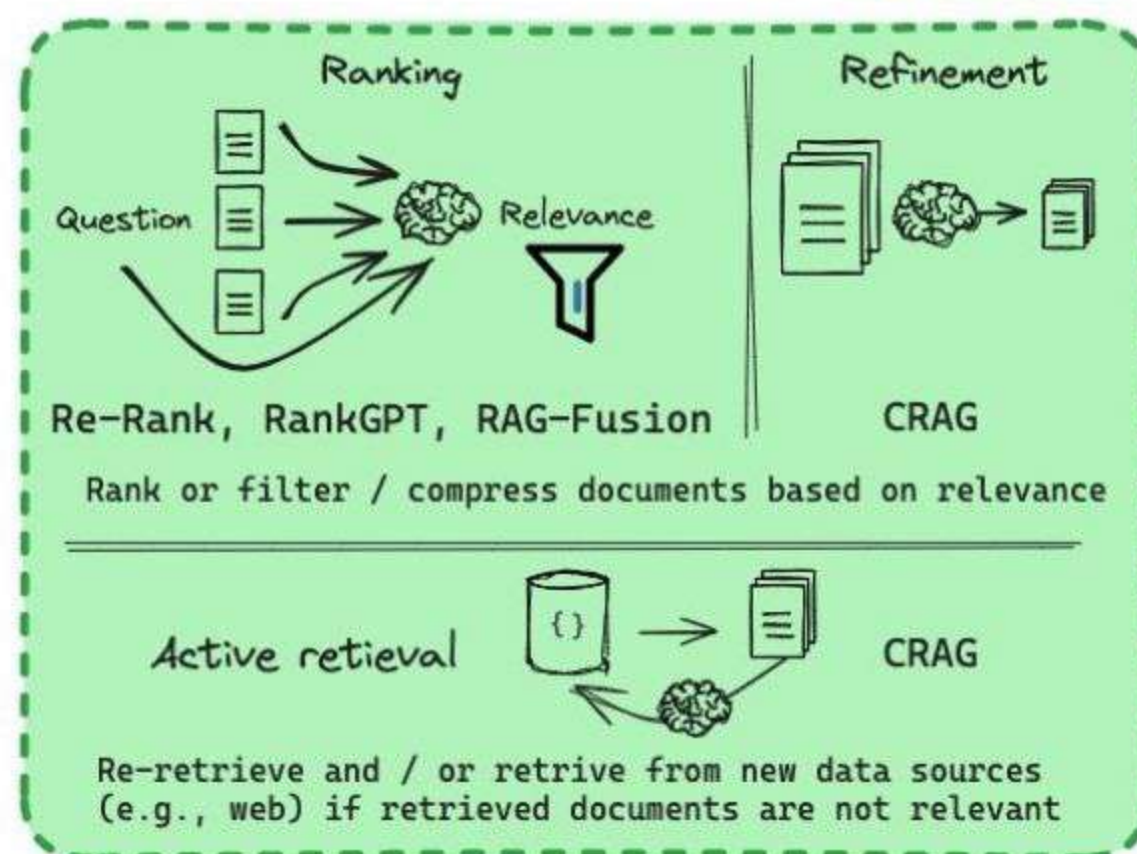 Ranking
Refinement
Question
Relevance
Re-Rank, RankGPT, RAG-Fusion
CRAG
Rank or filter / compress documents based on relevance
Active retieval
{}
CRAG
Re-retrieve and / or retrive from new data sources
(e.g., web) if retrieved documents are not relevant